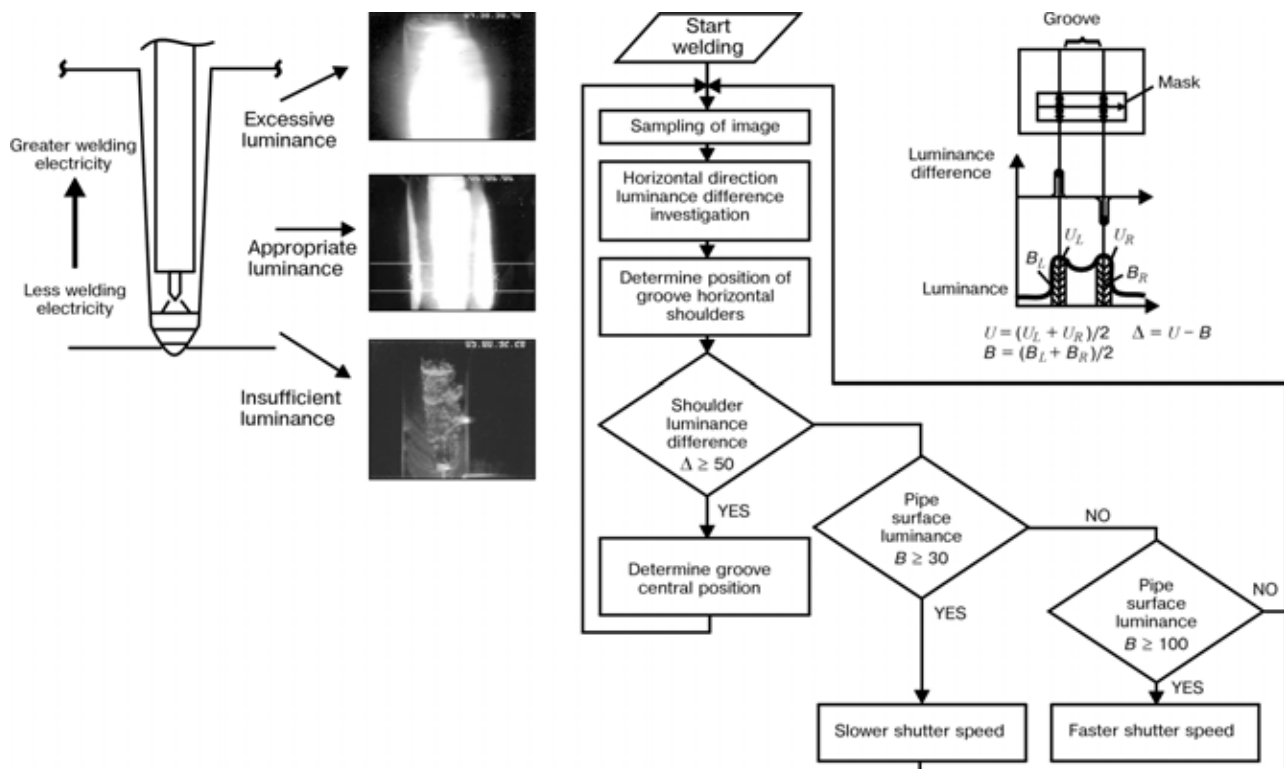 Greater welding
electricity
Less welding
electricity
Excessive
luminance
Appropriate
luminance
Insufficient
luminance
Start
welding
Sampling of image
Horizontal direction
luminance difference
investigation
Determine position of
groove horizontal
shoulders
Shoulder
luminance
difference
Δ ≥ 50
YES
Determine groove
central position
Pipe
surface
luminance
B ≥ 30
NO
YES
Slower shutter speed
Pipe
surface
luminance
B ≥ 100
NO
YES
Faster shutter speed
Groove
Mask
Luminance
difference
U_L U_R
B_L B_R
Luminance
U = (U_L + U_R)/2 Δ = U − B
B = (B_L + B_R)/2